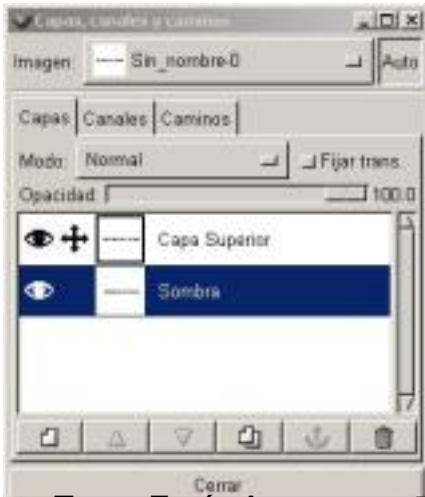 Capas, canales y caminos
Imagen: Sin_nombre-0 Auto
Capas Canales Caminos
Modo: Normal Fijar trans.
Opacidad: 100.0
Capa Superior
Sombra
Cerrar